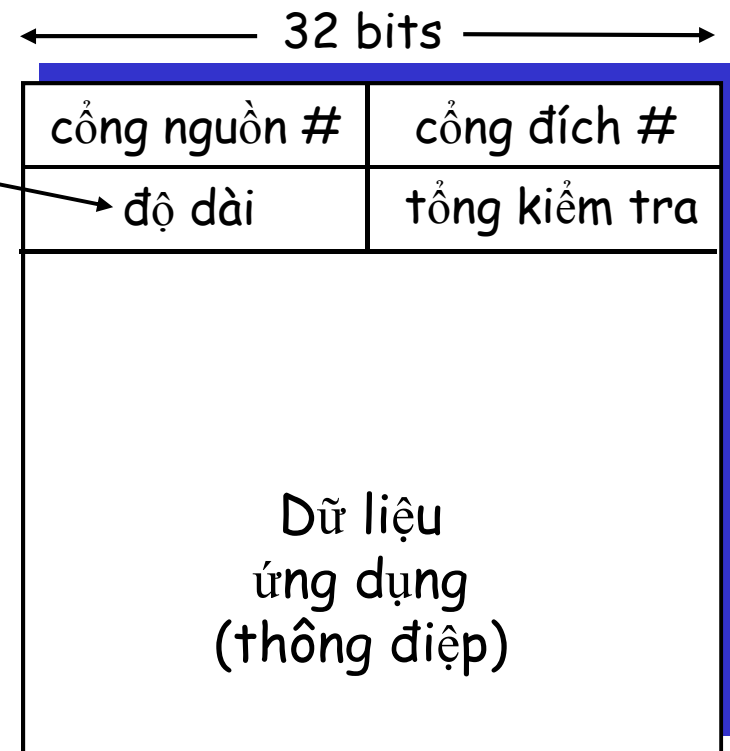 32 bits
cổng nguồn # cổng đích #
độ dài tổng kiểm tra
Dữ liệu
ứng dụng
(thông điệp)